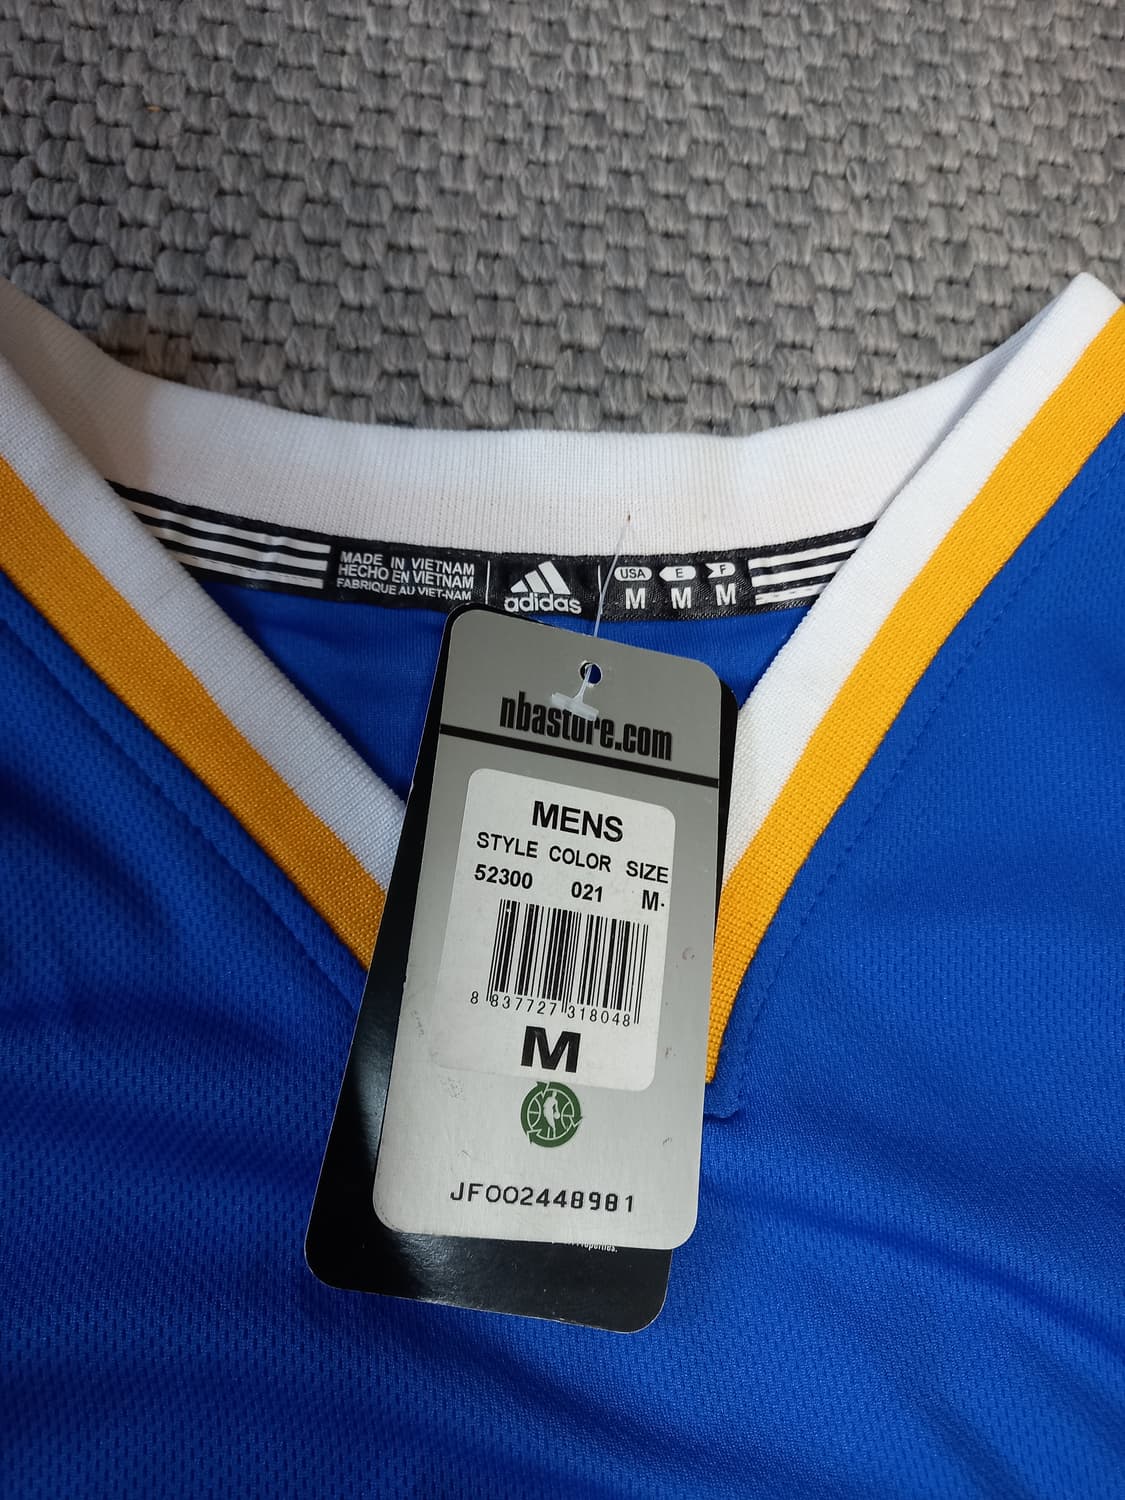 MADE IN VIETNAM
HECHO EN VIETNAM
FABRIQUE AU VIET-NAM
adidas
USA E F
M M M
nbastore.com
MENS
STYLE COLOR SIZE
52300 021 M
8 837727 318048
M
JF002448981
Properties.